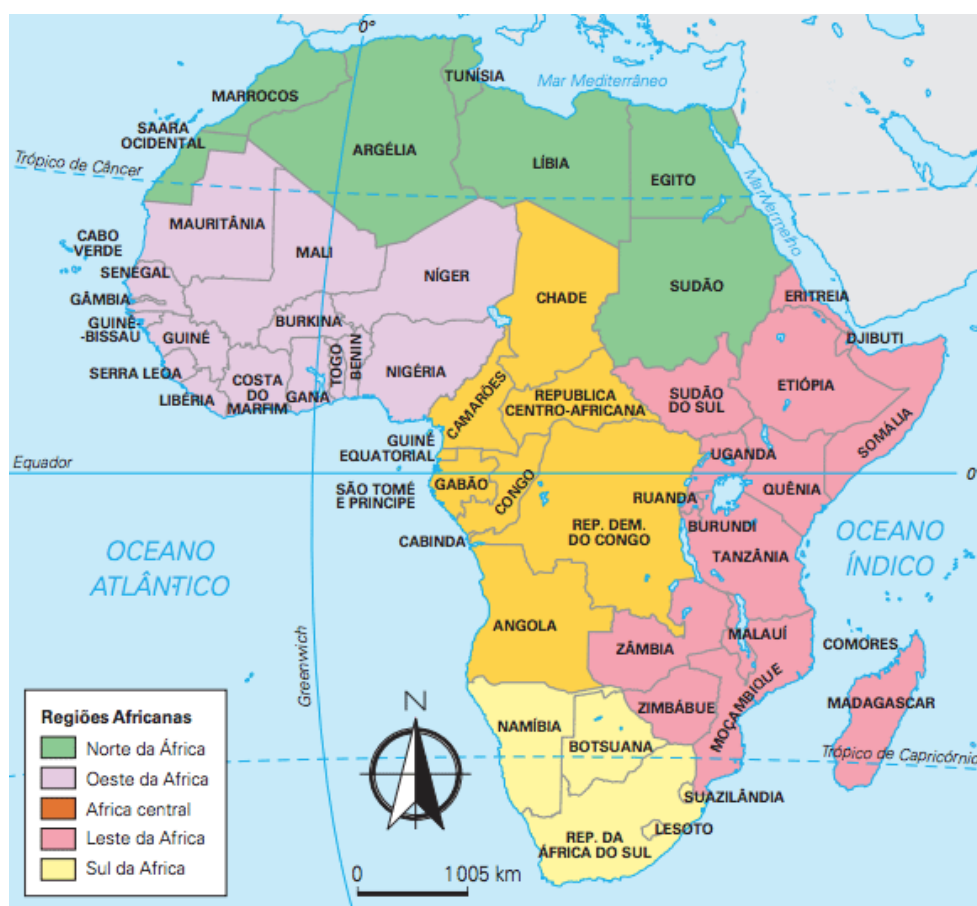 0°
TUNÍSIA
Mar Mediterrâneo
MARROCOS
SAARA
OCIDENTAL
ARGÉLIA
LÍBIA
EGITO
Trópico de Câncer
Mar Vermelho
MAURITÂNIA
CABO
VERDE
MALI
NÍGER
SENEGAL
CHADE
SUDÃO
ERITREIA
GÂMBIA
GUINÉ-
-BISSAU
GUINÉ
BURKINA
DJIBUTI
SERRA LEOA
COSTA
DO
MARFIM
LIBÉRIA
GANA
TOGO
BENIN
NIGÉRIA
CAMARÕES
REPUBLICA
CENTRO-AFRICANA
SUDÃO
DO SUL
ETIÓPIA
SOMÁLIA
GUINÉ
EQUATORIAL
UGANDA
Equador
0°
GABÃO
CONGO
SÃO TOMÉ
E PRINCIPE
RUANDA
QUÊNIA
BURUNDI
REP. DEM.
DO CONGO
CABINDA
TANZÂNIA
OCEANO
ATLÂNTICO
OCEANO
ÍNDICO
ANGOLA
ZÂMBIA
MALAUÍ
COMORES
Greenwich
MOÇAMBIQUE
MADAGASCAR
ZIMBÁBUE
N
NAMÍBIA
BOTSUANA
Trópico de Capricórnio
SUAZILÂNDIA
LESOTO
REP. DA
ÁFRICA DO SUL
0
1005 km
Regiões Africanas
Norte da África
Oeste da Africa
Africa central
Leste da Africa
Sul da Africa